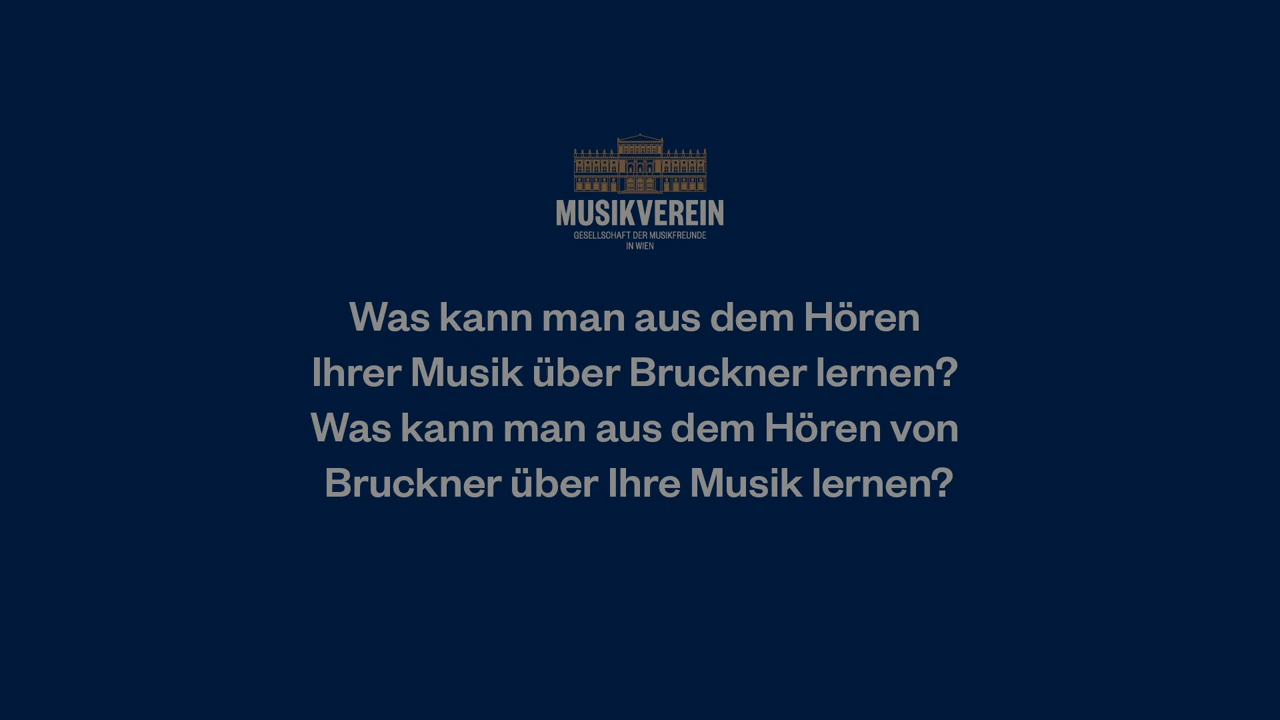 MUSIKVEREIN
GESELLSCHAFT DER MUSIKFREUNDE
IN WIEN
Was kann man aus dem Hören
Ihrer Musik über Bruckner lernen?
Was kann man aus dem Hören von
Bruckner über Ihre Musik lernen?